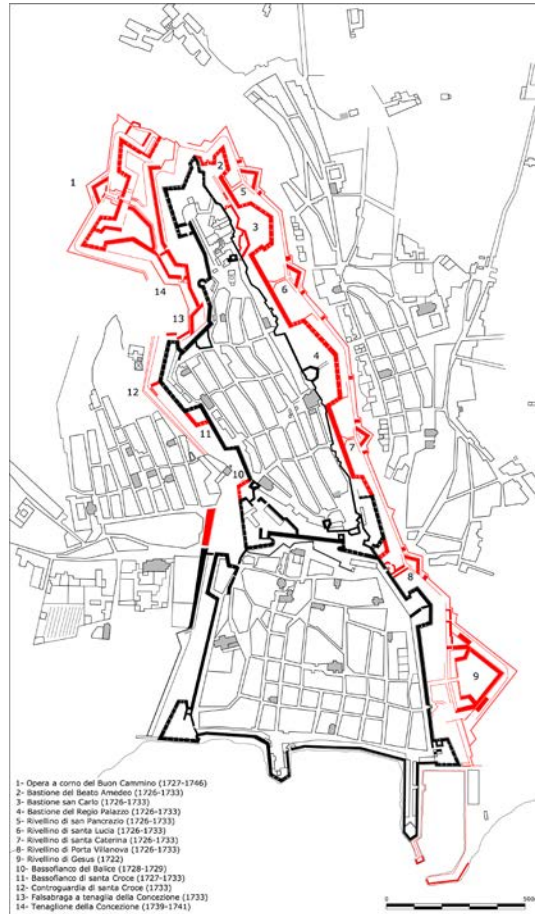 1
2
5
3
6
14
13
4
12
11
7
10
8
9
1- Opera a corno del Buon Cammino (1727-1746)
2- Bastione del Beato Amedeo (1726-1733)
3- Bastione san Carlo (1726-1733)
4- Bastione del Regio Palazzo (1726-1733)
5- Rivellino di san Pancrazio (1726-1733)
6- Rivellino di santa Lucia (1726-1733)
7- Rivellino di santa Caterina (1726-1733)
8- Rivellino di Porta Villanova (1726-1733)
9- Rivellino di Gesus (1722)
10- Bassofianco del Balice (1728-1729)
11- Bassofianco di santa Croce (1727-1733)
12- Controguardia di santa Croce (1733)
13- Falsabraga a tenaglia della Concezione (1733)
14- Tenaglione della Concezione (1739-1741)
0